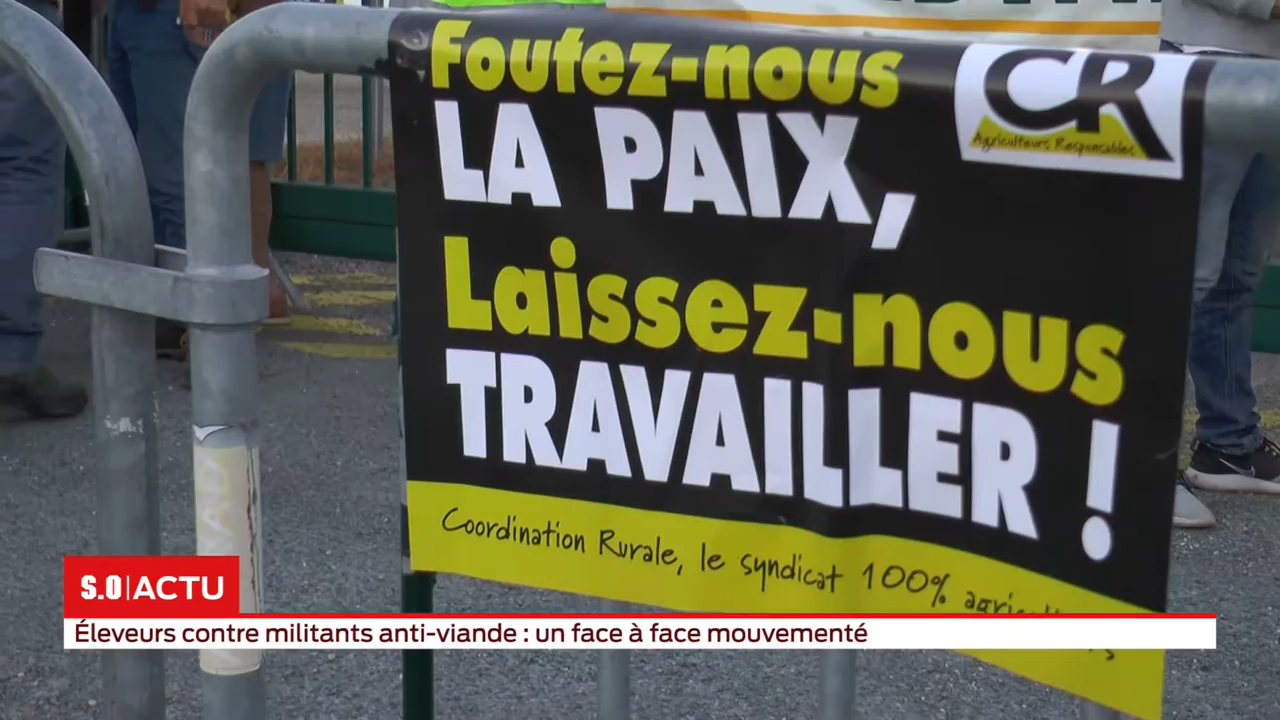 Foutez-nous
LA PAIX,
CR
Agriculteurs Responsables
Laissez-nous
TRAVAILLER !
Coordination Rurale, le syndicat 100%
S.O|ACTU
Éleveurs contre militants anti-viande : un face à face mouvementé